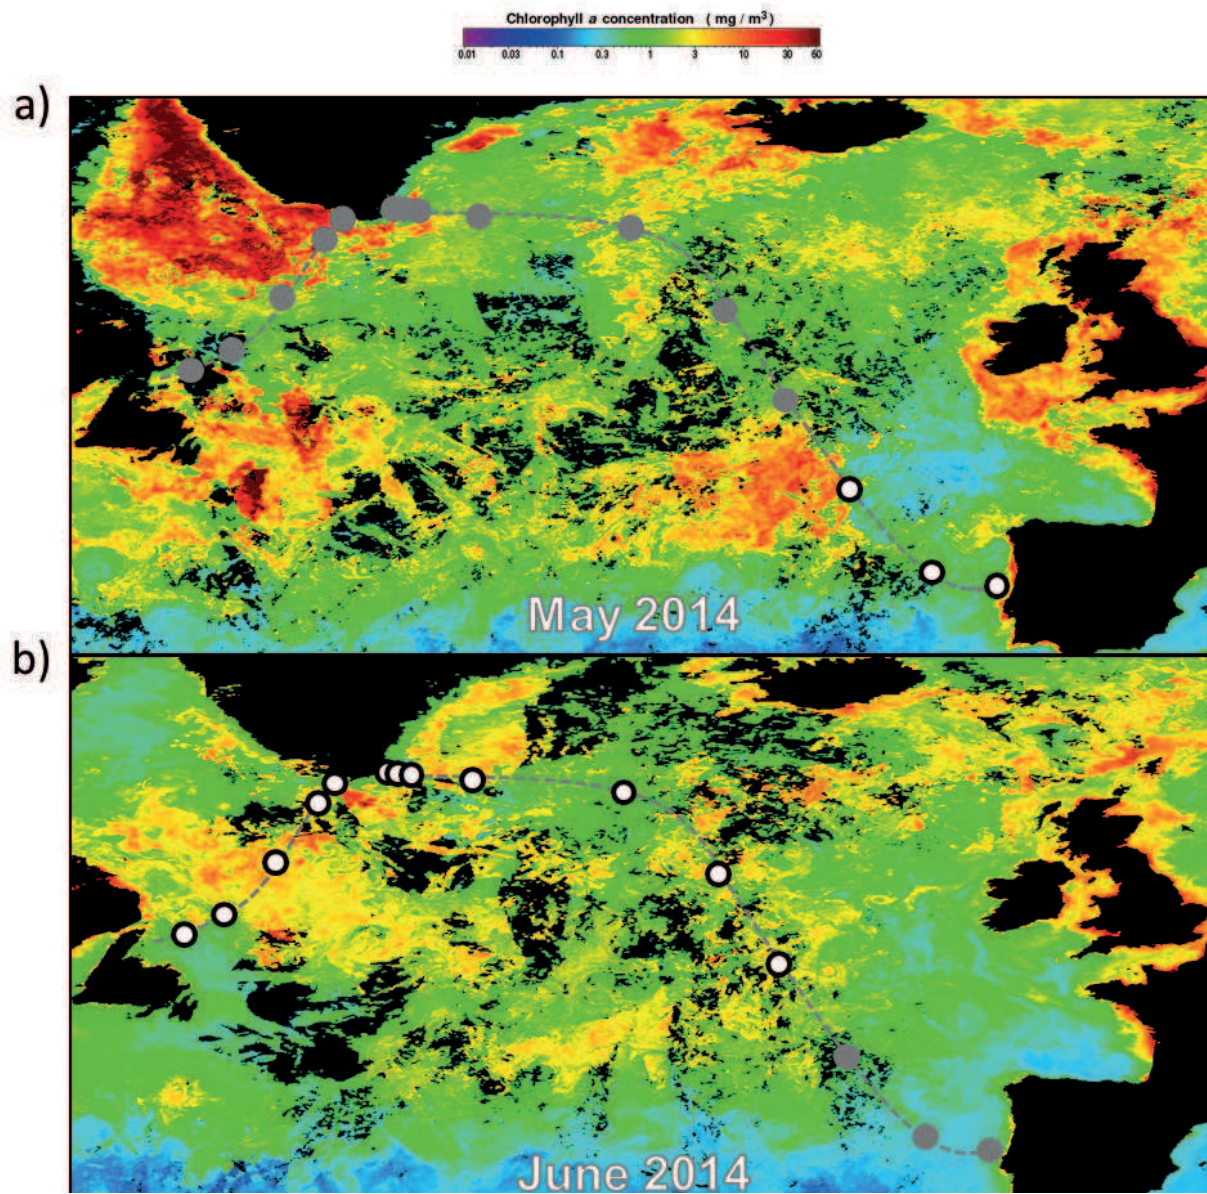 Chlorophyll a concentration ( mg / m³)
0.01 0.03 0.1 0.3 1 3 10 30 60
a)
May 2014
b)
June 2014